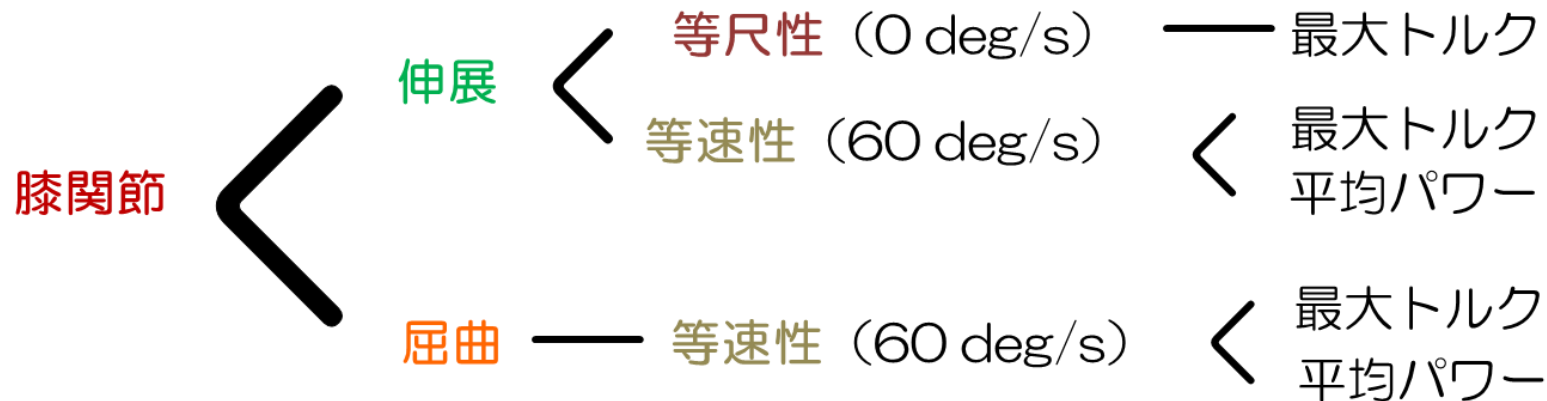 等尺性（0 deg/s）
最大トルク
伸展
等速性（60 deg/s）
最大トルク
平均パワー
膝関節
屈曲
等速性（60 deg/s）
最大トルク
平均パワー